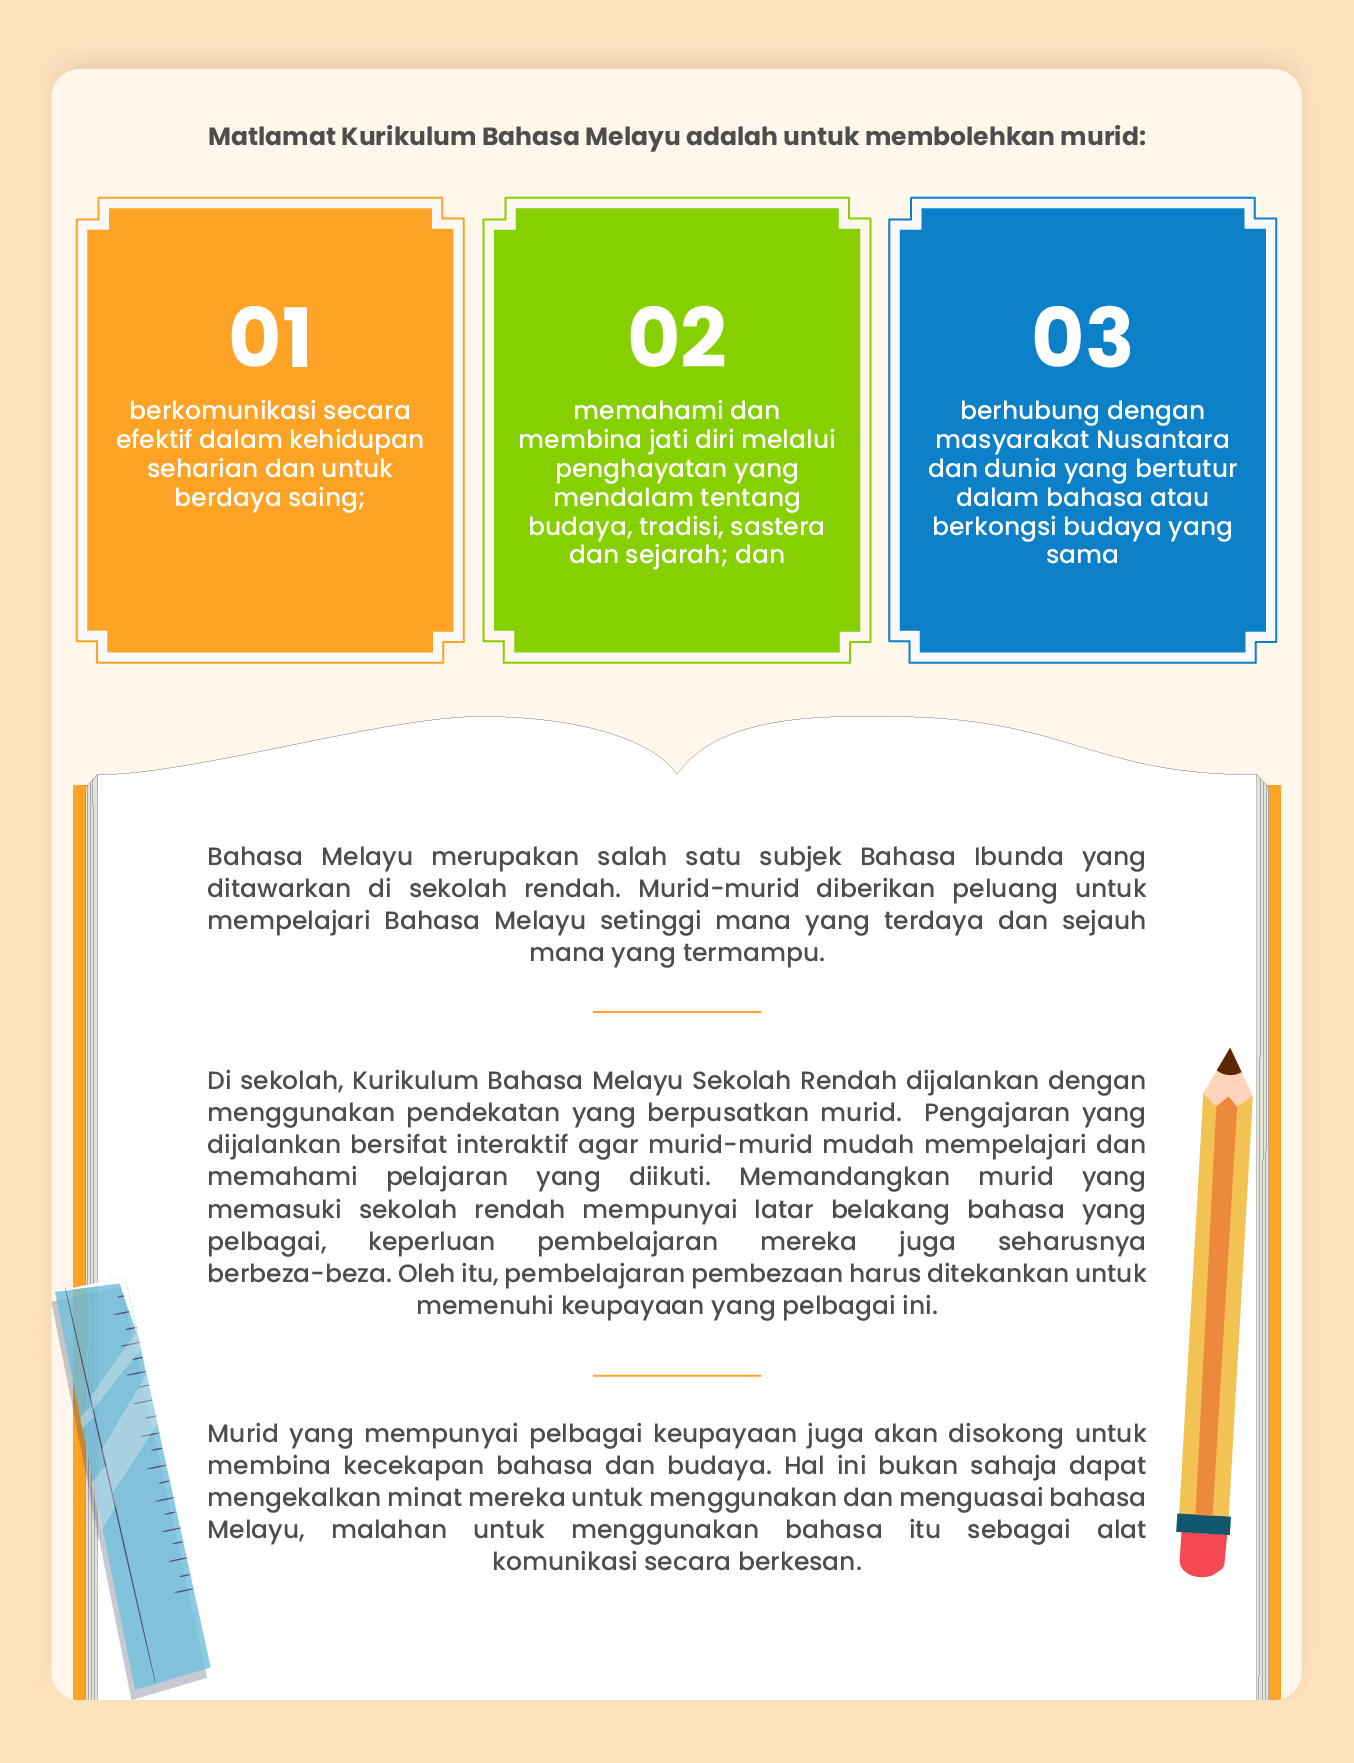 Matlamat Kurikulum Bahasa Melayu adalah untuk membolehkan murid:
01
berkomunikasi secara
efektif dalam kehidupan
seharian dan untuk
berdaya saing;
02
memahami dan
membina jati diri melalui
penghayatan yang
mendalam tentang
budaya, tradisi, sastera
dan sejarah; dan
03
berhubung dengan
masyarakat Nusantara
dan dunia yang bertutur
dalam bahasa atau
berkongsi budaya yang
sama
Bahasa Melayu merupakan salah satu subjek Bahasa Ibunda yang
ditawarkan di sekolah rendah. Murid-murid diberikan peluang untuk
mempelajari Bahasa Melayu setinggi mana yang terdaya dan sejauh
mana yang termampu.
Di sekolah, Kurikulum Bahasa Melayu Sekolah Rendah dijalankan dengan
menggunakan pendekatan yang berpusatkan murid. Pengajaran yang
dijalankan bersifat interaktif agar murid-murid mudah mempelajari dan
memahami pelajaran yang diikuti. Memandangkan murid yang
memasuki sekolah rendah mempunyai latar belakang bahasa yang
pelbagai, keperluan pembelajaran mereka juga seharusnya
berbeza-beza. Oleh itu, pembelajaran pembezaan harus ditekankan untuk
memenuhi keupayaan yang pelbagai ini.
Murid yang mempunyai pelbagai keupayaan juga akan disokong untuk
membina kecekapan bahasa dan budaya. Hal ini bukan sahaja dapat
mengekalkan minat mereka untuk menggunakan dan menguasai bahasa
Melayu, malahan untuk menggunakan bahasa itu sebagai alat
komunikasi secara berkesan.